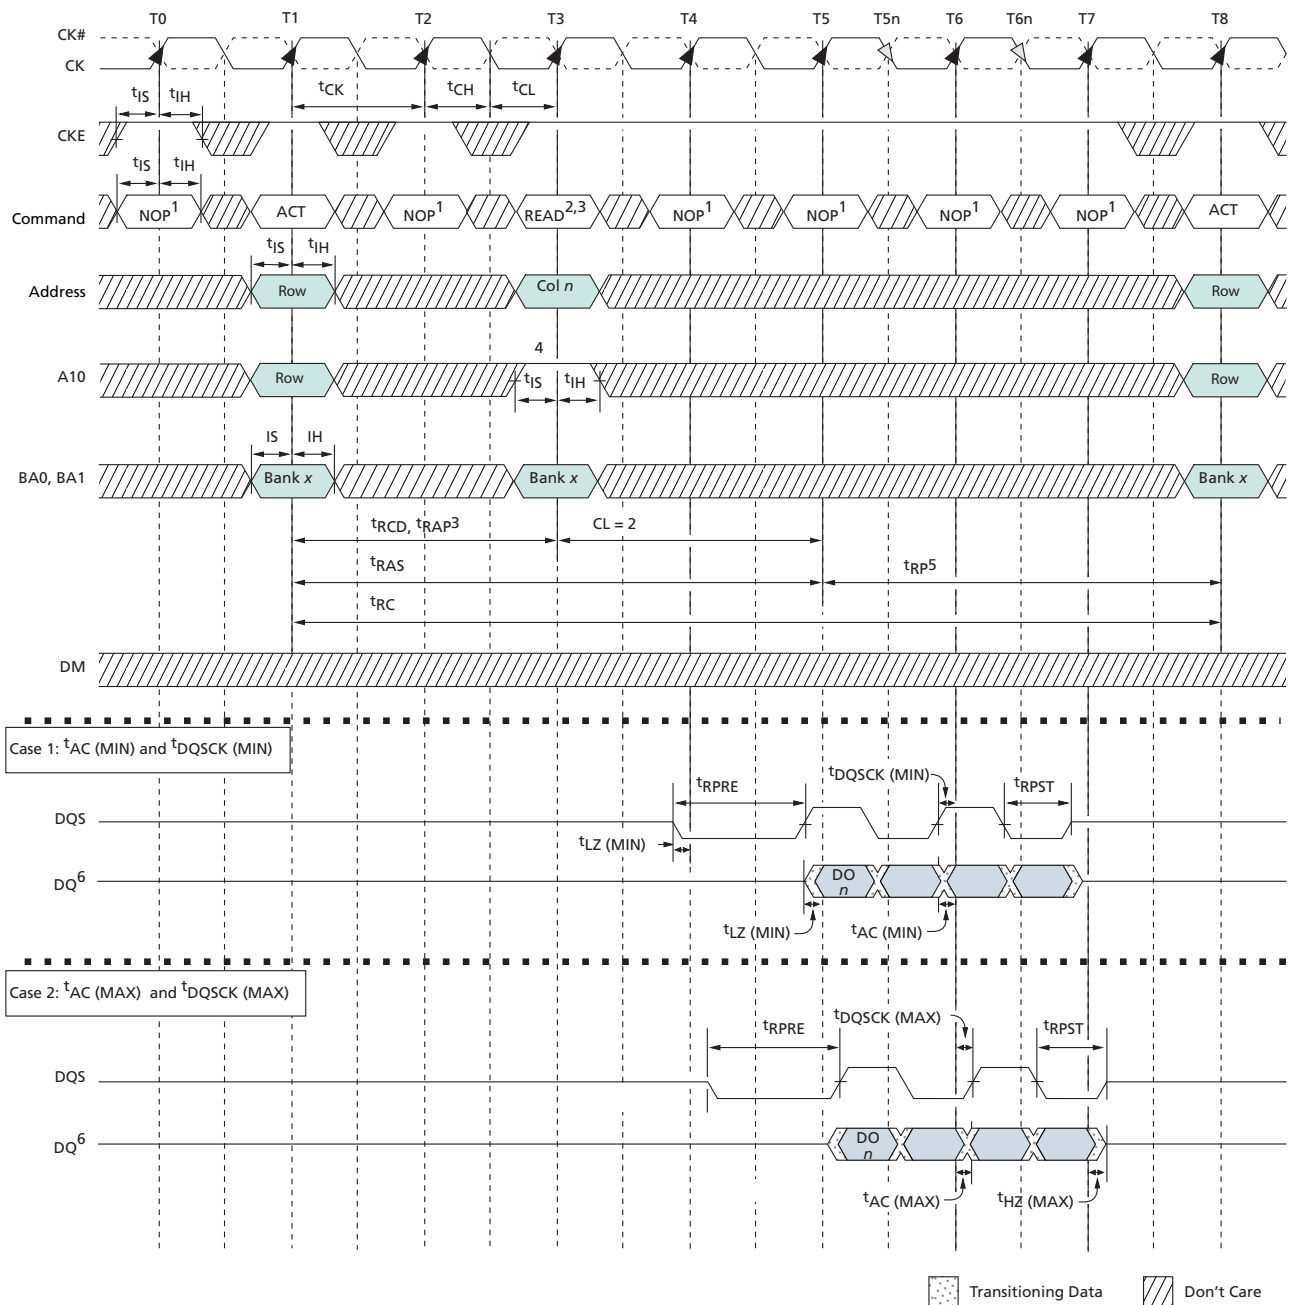 T0 T1 T2 T3 T4 T5 T5n T6 T6n T7 T8
CK#
CK
tCK tCH tCL
tIS tIH
CKE
tIS tIH
Command NOP1 ACT NOP1 READ2,3 NOP1 NOP1 NOP1 NOP1 ACT
tIS tIH
Address Row Col n Row
4
A10 Row tIS tIH Row
IS IH
BA0, BA1 Bank x Bank x Bank x
tRCD, tRAP3 CL = 2
tRAS tRP5
tRC
DM
Case 1: tAC (MIN) and tDQSCK (MIN)
tRPRE tDQSCK (MIN) tRPST
DQS
tLZ (MIN)
DQ6 DO n
tLZ (MIN) tAC (MIN)
Case 2: tAC (MAX) and tDQSCK (MAX)
tRPRE tDQSCK (MAX) tRPST
DQS
DQ6 DO n
tAC (MAX) tHZ (MAX)
Transitioning Data Don't Care